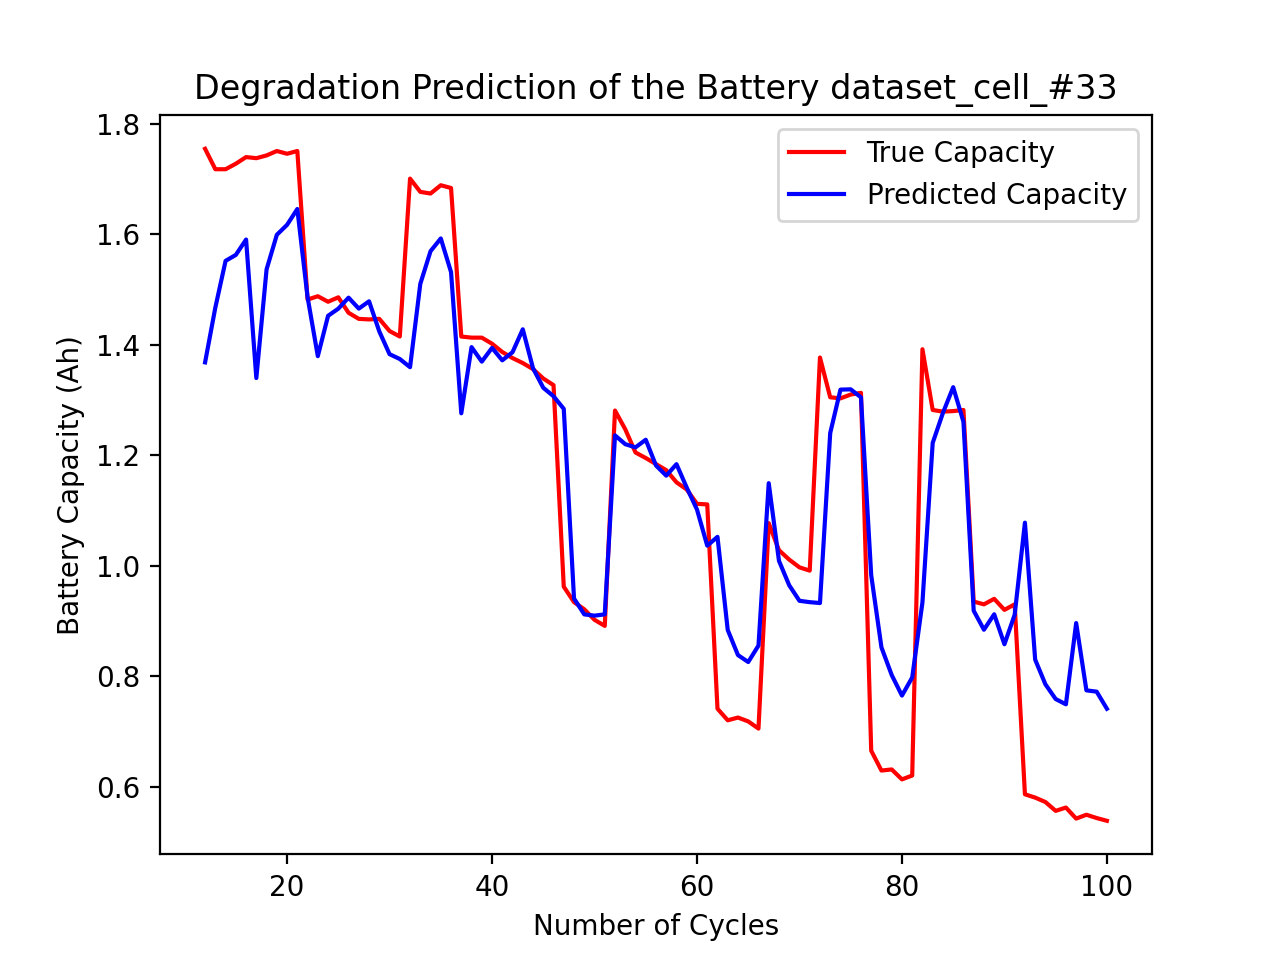 Degradation Prediction of the Battery dataset_cell_#33
True Capacity
Predicted Capacity
Battery Capacity (Ah)
1.8
1.6
1.4
1.2
1.0
0.8
0.6
20 40 60 80 100
Number of Cycles